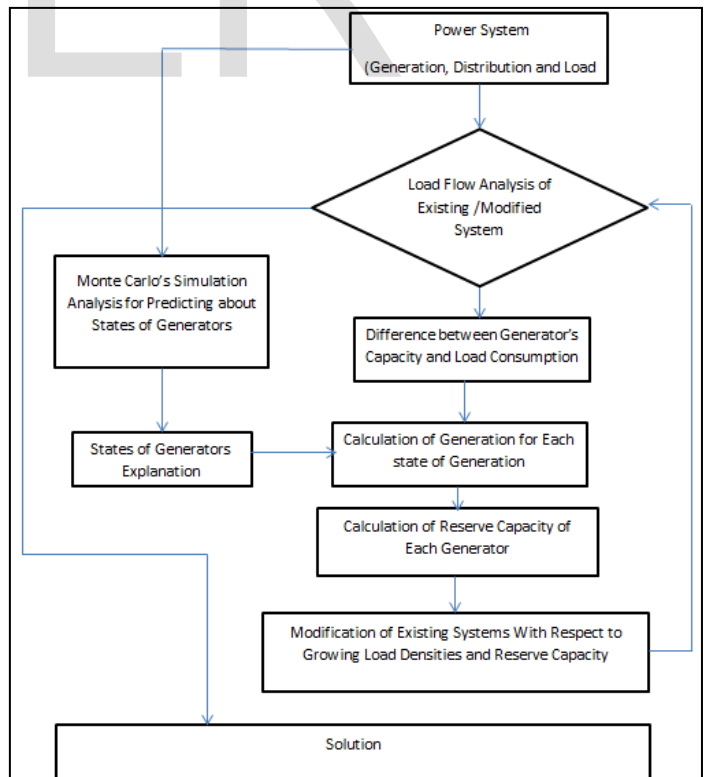 Power System
(Generation, Distribution and Load
Load Flow Analysis of
Existing /Modified
System
Monte Carlo's Simulation
Analysis for Predicting about
States of Generators
Difference between Generator's
Capacity and Load Consumption
States of Generators
Explanation
Calculation of Generation for Each
state of Generation
Calculation of Reserve Capacity of
Each Generator
Modification of Existing Systems With Respect to
Growing Load Densities and Reserve Capacity
Solution